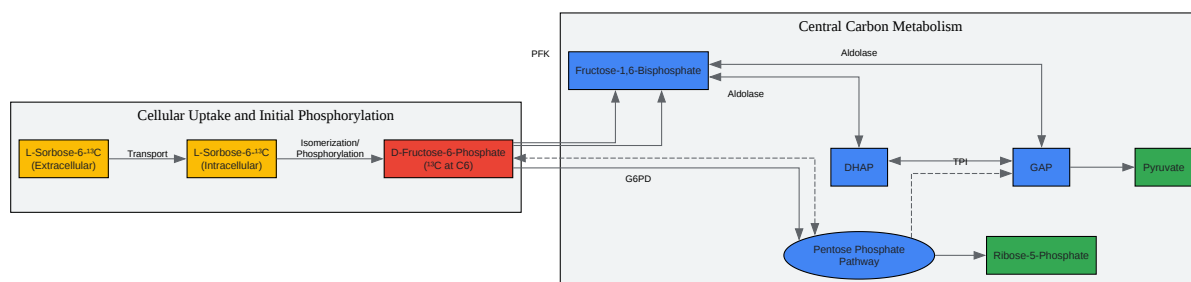 Central Carbon Metabolism
PFK
Fructose-1,6-Bisphosphate
Aldolase
Aldolase
Cellular Uptake and Initial Phosphorylation
L-Sorbose-6-¹³C
(Extracellular)
Transport
L-Sorbose-6-¹³C
(Intracellular)
Isomerization/
Phosphorylation
D-Fructose-6-Phosphate
(¹³C at C6)
G6PD
DHAP
TPI
GAP
Pyruvate
Pentose Phosphate
Pathway
Ribose-5-Phosphate